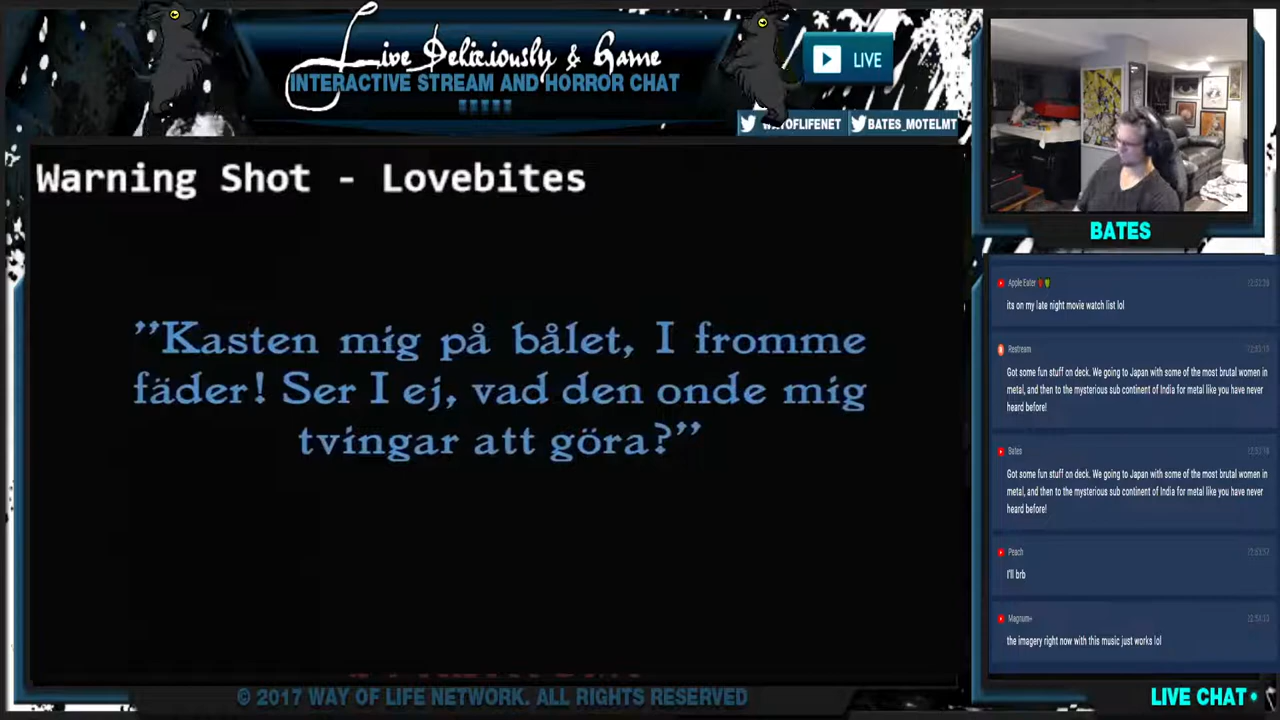 Live Deliciously & Game
INTERACTIVE STREAM AND HORROR CHAT
LIVE
WAYOFLIFENET
BATES_MOTELMT
Warning Shot - Lovebites
”Kasten mig på bålet, I fromme
fäder! Ser I ej, vad den onde mig
tvingar att göra?”
© 2017 WAY OF LIFE NETWORK. ALL RIGHTS RESERVED
BATES
Apple Eater
its on my late night movie watch list lol
Restream
Got some fun stuff on deck. We going to Japan with some of the most brutal women in
metal, and then to the mysterious sub continent of India for metal like you have never
heard before!
Bates
Got some fun stuff on deck. We going to Japan with some of the most brutal women in
metal, and then to the mysterious sub continent of India for metal like you have never
heard before!
Peach
I'll brb
Magnum+
the imagery right now with this music just works lol
LIVE CHAT